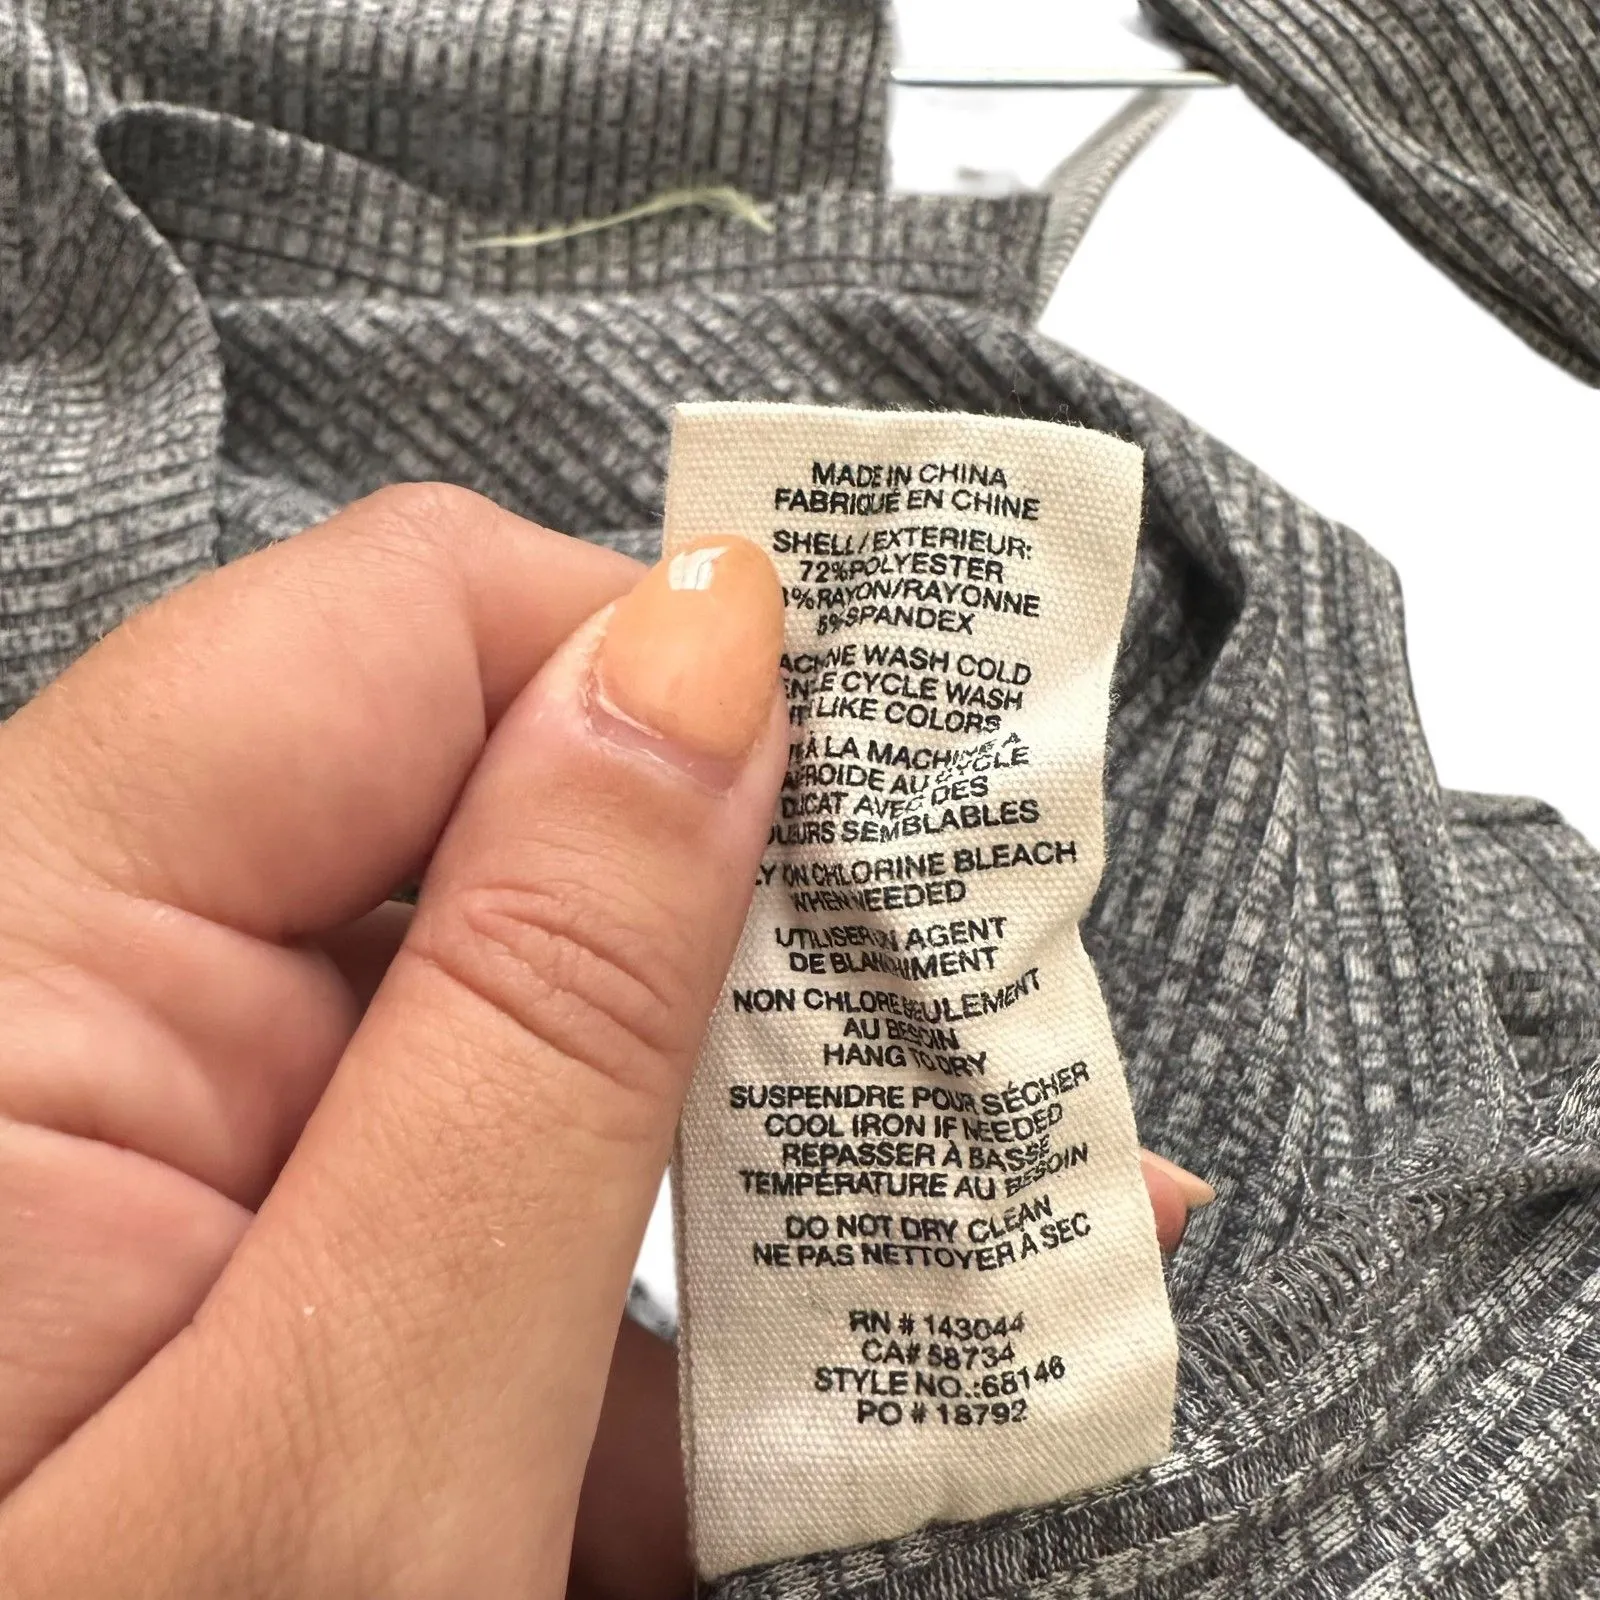 MADE IN CHINA
FABRIQUÉ EN CHINE
SHELL/EXTERIEUR:
72%POLYESTER
%RAYON/RAYONNE
5%SPANDEX
WASH COLD
CYCLE WASH
LIKE COLORS
À LA MACHINE À
AU CYCLE
AVEC DES
SEMBLABLES
NON CHLORINE BLEACH
WHEN NEEDED
UTILISER UN AGENT
DE BLANCHIMENT
NON CHLORE SEULEMENT
AU BESOIN
HANG TO DRY
SUSPENDRE POUR SÉCHER
COOL IRON IF NEEDED
REPASSER À BASSE
TEMPÉRATURE AU BESOIN
DO NOT DRY CLEAN
NE PAS NETTOYER À SEC
RN # 143044
CA# 58734
STYLE NO.:68146
PO # 18792